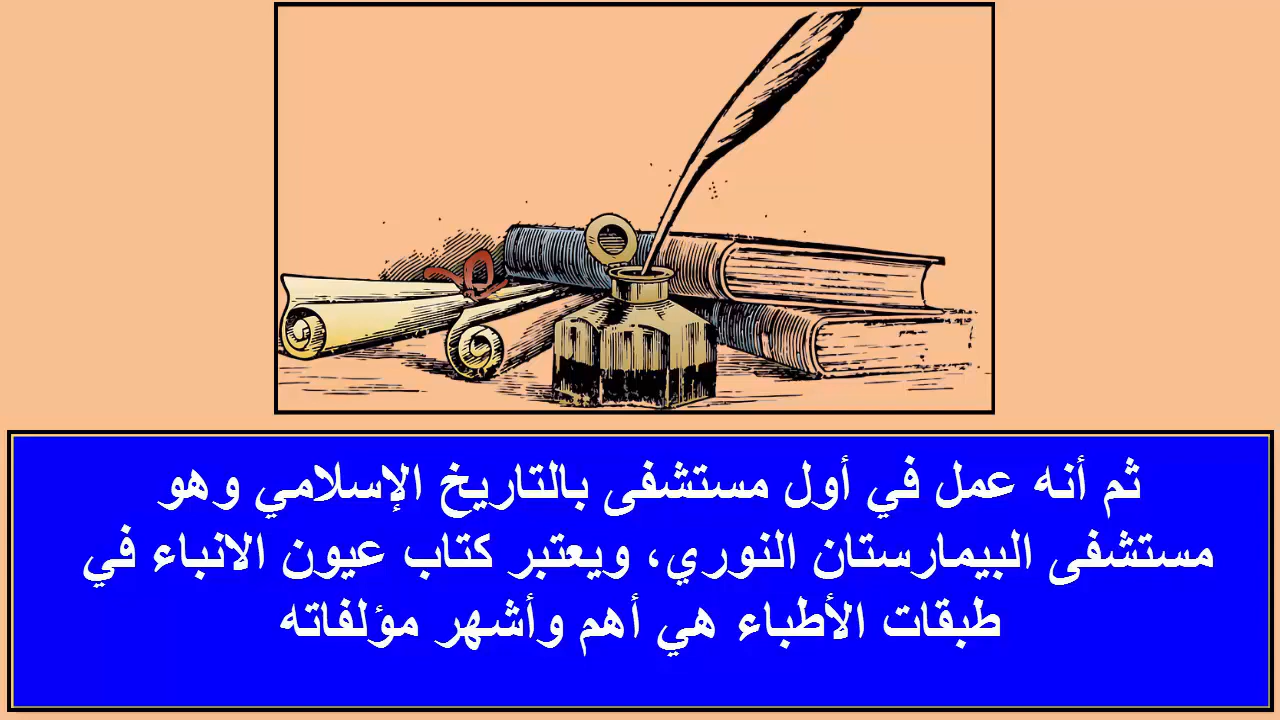 ثم أنه عمل في أول مستشفى بالتاريخ الإسلامي وهو
مستشفى البيمارستان النوري، ويعتبر كتاب عيون الانباء في
طبقات الأطباء هي أهم وأشهر مؤلفاته